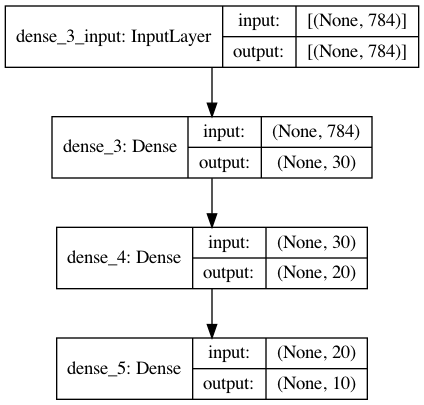 dense_3_input: InputLayer
input: [(None, 784)]
output: [(None, 784)]
dense_3: Dense
input: (None, 784)
output: (None, 30)
dense_4: Dense
input: (None, 30)
output: (None, 20)
dense_5: Dense
input: (None, 20)
output: (None, 10)